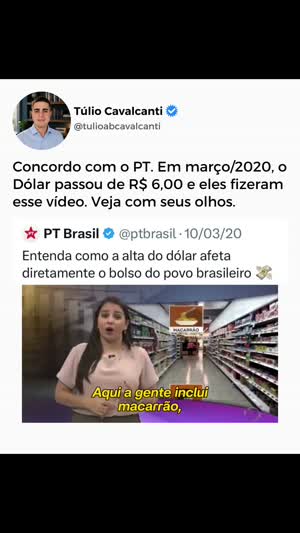 Túlio Cavalcanti
@tulioabcavalcanti
Concordo com o PT. Em março/2020, o
Dólar passou de R$ 6,00 e eles fizeram
esse vídeo. Veja com seus olhos.
PT Brasil @ptbrasil · 10/03/20
Entenda como a alta do dólar afeta
diretamente o bolso do povo brasileiro
MACARRÃO
Aqui a gente inclui
macarrão,